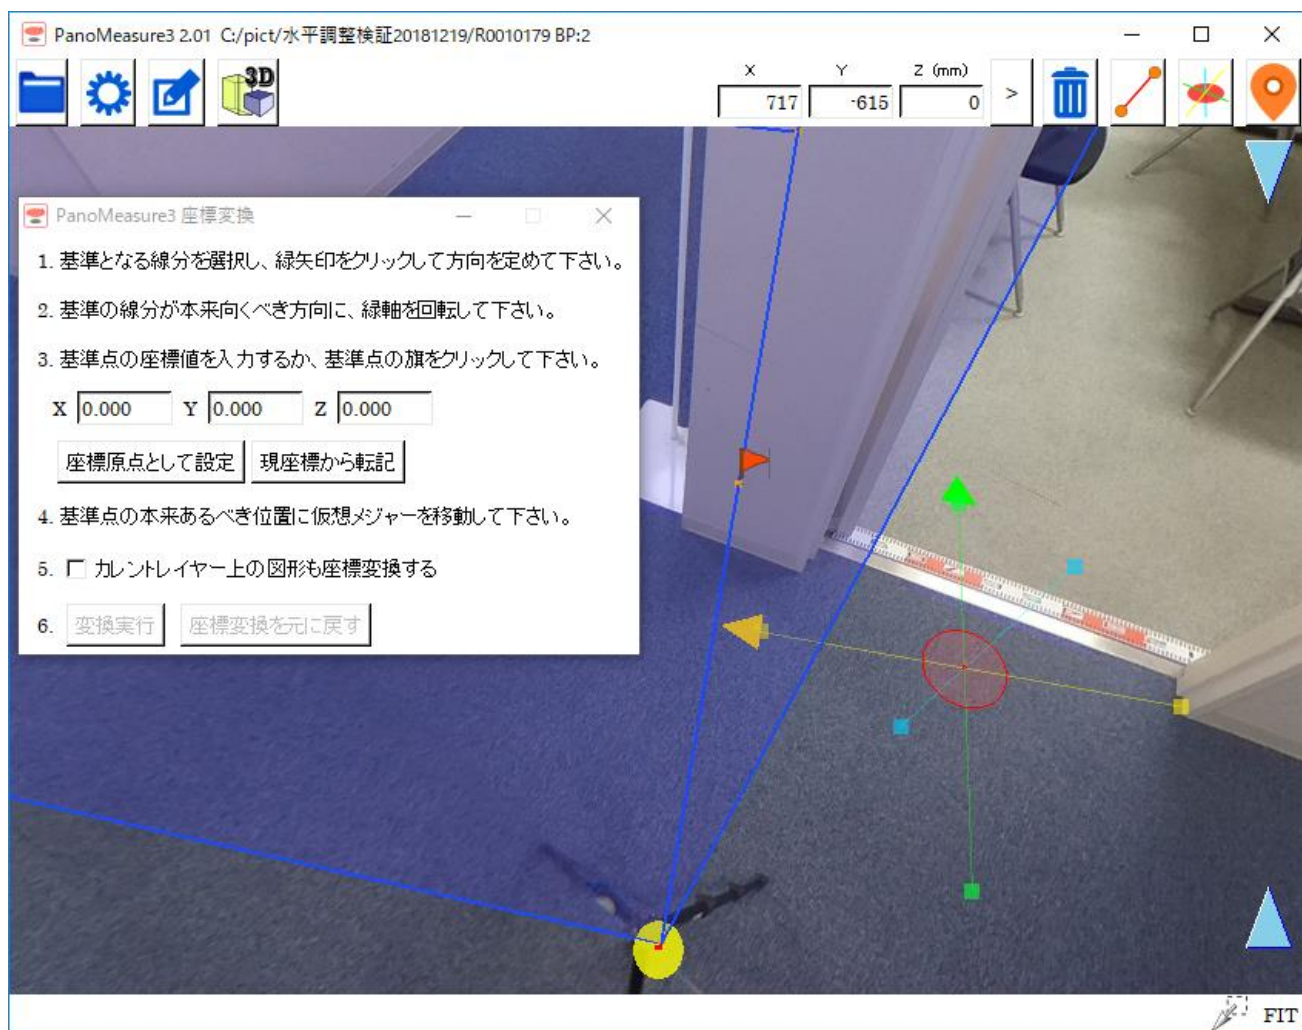 PanoMeasure3 2.01 C:/pict/水平調整検証20181219/R0010179 BP:2
3D
X Y Z (mm)
717 -615 0 >
PanoMeasure3 座標変換
1. 基準となる線分を選択し、緑矢印をクリックして方向を定めて下さい。
2. 基準の線分が本来向くべき方向に、緑軸を回転して下さい。
3. 基準点の座標値を入力するか、基準点の旗をクリックして下さい。
X 0.000 Y 0.000 Z 0.000
座標原点として設定 現座標から転記
4. 基準点の本来あるべき位置に仮想メジャーを移動して下さい。
5. カレントレイヤー上の図形も座標変換する
6. 変換実行 座標変換を元に戻す
FIT